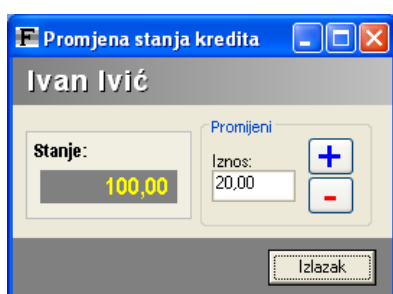 F Promjena stanja kredita
Ivan Ivić
Promijeni
Stanje:
Iznos:
100,00
20,00
+
-
Izlazak